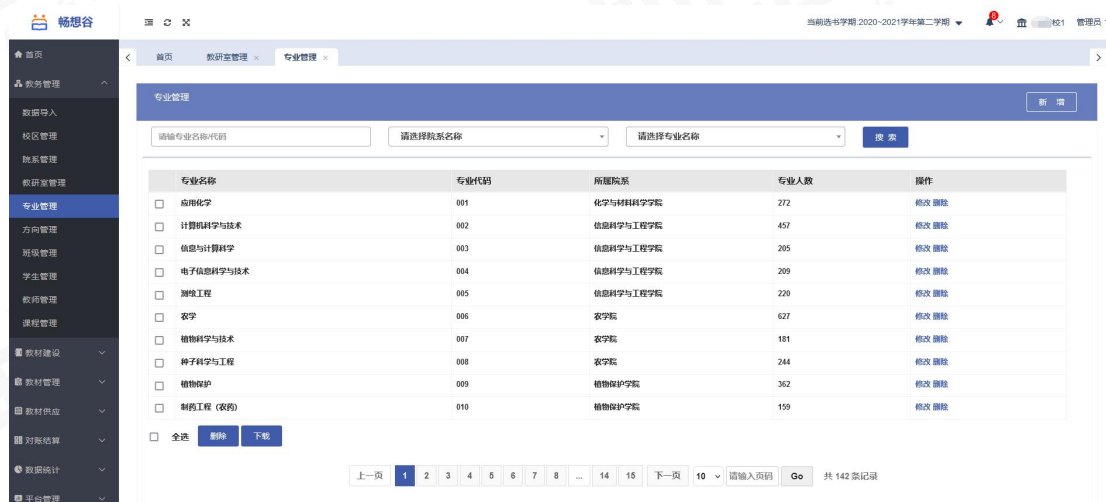 畅想谷
当前选书学期:2020~2021学年第二学期
8
校1
管理员
首页
教务管理
数据导入
校区管理
院系管理
教研室管理
专业管理
方向管理
班级管理
学生管理
教师管理
课程管理
教材建设
教材管理
教材供应
对账结算
数据统计
平台管理
首页 教研室管理 × 专业管理 ×
专业管理 新 增
请输专业名称/代码 请选择院系名称 请选择专业名称 搜 索
专业名称 专业代码 所属院系 专业人数 操作
应用化学 001 化学与材料科学学院 272 修改 删除
计算机科学与技术 002 信息科学与工程学院 457 修改 删除
信息与计算科学 003 信息科学与工程学院 205 修改 删除
电子信息科学与技术 004 信息科学与工程学院 209 修改 删除
测绘工程 005 信息科学与工程学院 220 修改 删除
农学 006 农学院 627 修改 删除
植物科学与技术 007 农学院 181 修改 删除
种子科学与工程 008 农学院 244 修改 删除
植物保护 009 植物保护学院 362 修改 删除
制药工程（农药） 010 植物保护学院 159 修改 删除
全选 删除 下载
上一页 1 2 3 4 5 6 7 8 ... 14 15 下一页 10 请输入页码 Go 共 142 条记录